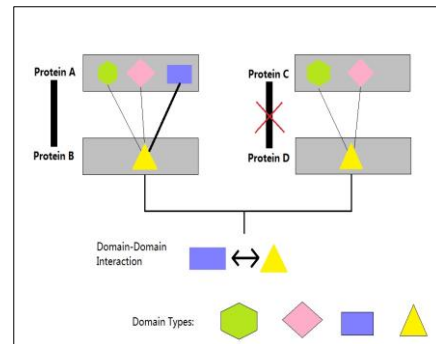 Protein A
Protein B
Protein C
Protein D
Domain-Domain
Interaction
Domain Types: